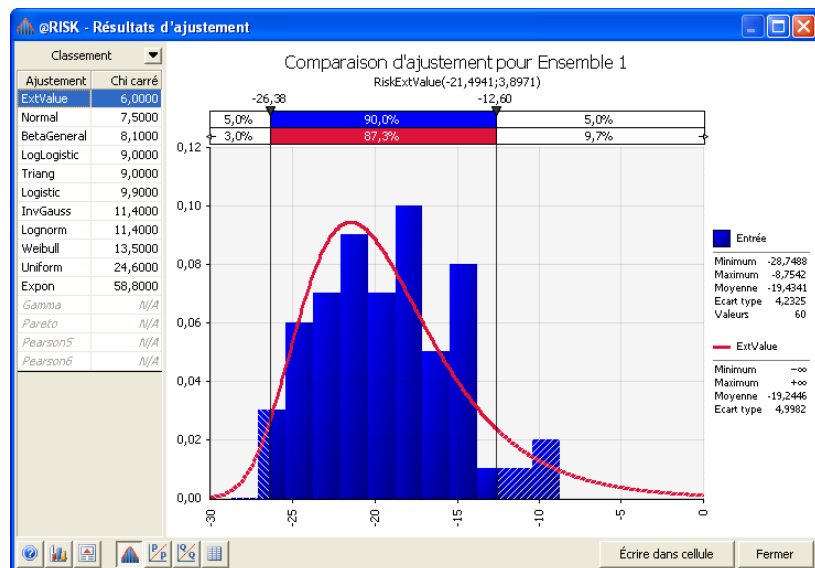 @RISK - Résultats d'ajustement
Classement
Ajustement Chi carré
ExtValue 6,0000
Normal 7,5000
BetaGeneral 8,1000
LogLogistic 9,0000
Triang 9,0000
Logistic 9,9000
InvGauss 11,4000
Lognorm 11,4000
Weibull 13,5000
Uniform 24,6000
Expon 58,8000
Gamma N/A
Pareto N/A
Pearson5 N/A
Pearson6 N/A
Comparaison d'ajustement pour Ensemble 1
RiskExtValue(-21,4941;3,8971)
-26,38 -12,60
5,0% 90,0% 5,0%
3,0% 87,3% 9,7%
0,12
0,10
0,08
0,06
0,04
0,02
0,00
-30 -25 -20 -15 -10 -5 0
Entrée
Minimum -28,7488
Maximum -8,7542
Moyenne -19,4341
Ecart type 4,2325
Valeurs 60
ExtValue
Minimum −∞
Maximum +∞
Moyenne -19,2446
Ecart type 4,9982
P/P
Q/Q
Écrire dans cellule
Fermer